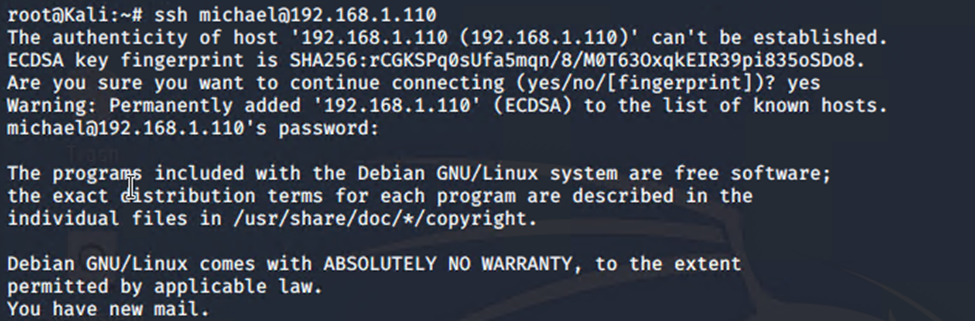 root@Kali:~# ssh michael@192.168.1.110
The authenticity of host '192.168.1.110 (192.168.1.110)' can't be established.
ECDSA key fingerprint is SHA256:rCGKSPq0sUfa5mqn/8/M0T63OxqkEIR39pi835oSDo8.
Are you sure you want to continue connecting (yes/no/[fingerprint])? yes
Warning: Permanently added '192.168.1.110' (ECDSA) to the list of known hosts.
michael@192.168.1.110's password:
Trash
The programs included with the Debian GNU/Linux system are free software;
the exact distribution terms for each program are described in the
individual files in /usr/share/doc/*/copyright.
Debian GNU/Linux comes with ABSOLUTELY NO WARRANTY, to the extent
permitted by applicable law.
You have new mail.